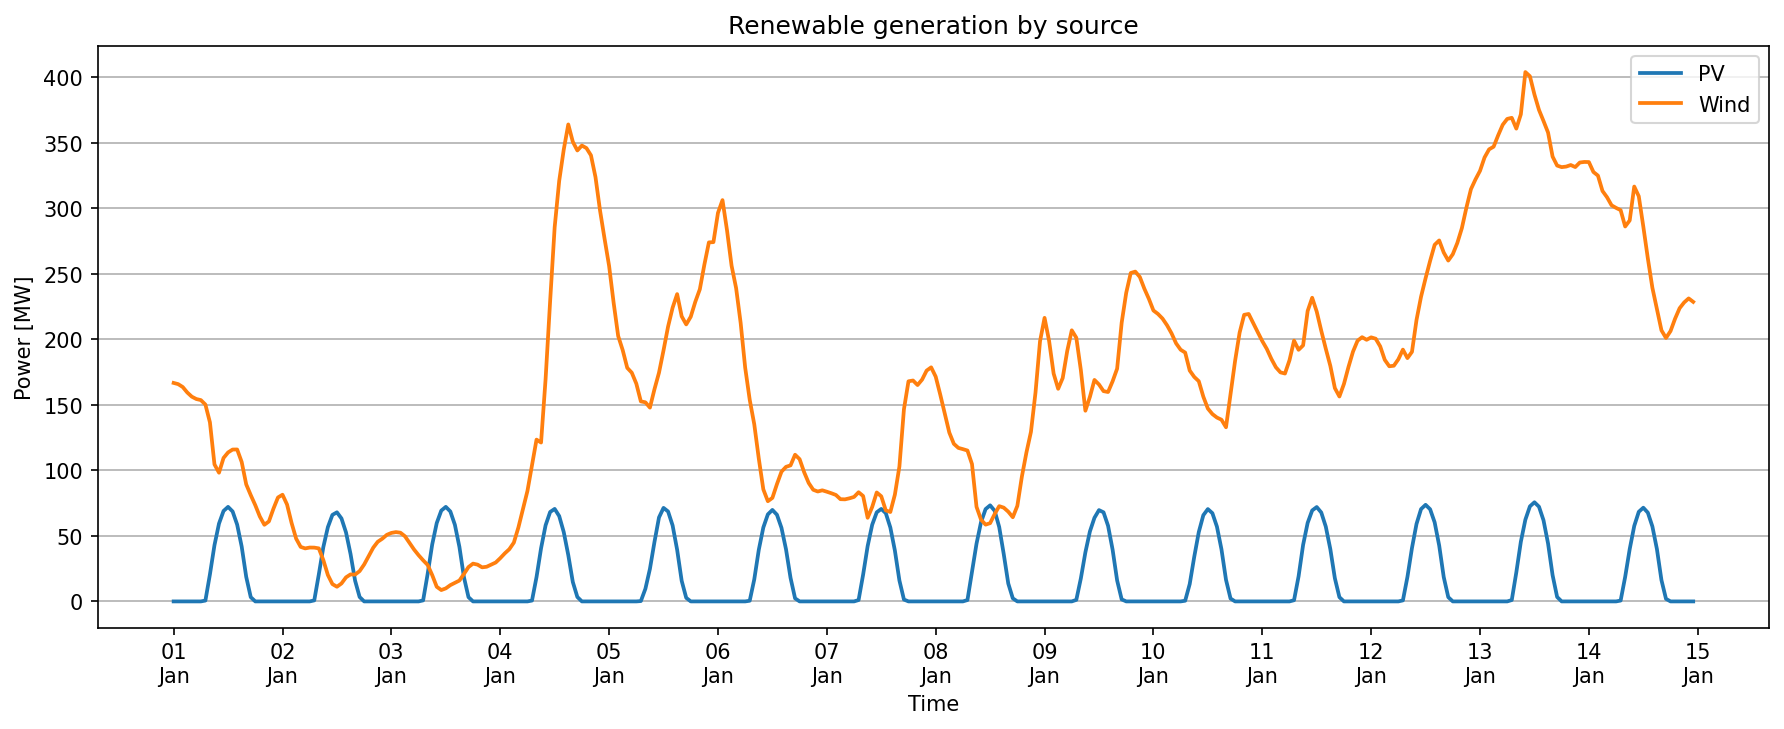 Renewable generation by source
PV
Wind
Power [MW]
400
350
300
250
200
150
100
50
0
01 02 03 04 05 06 07 08 09 10 11 12 13 14 15
Jan Jan Jan Jan Jan Jan Jan Jan Jan Jan Jan Jan Jan Jan Jan
Time